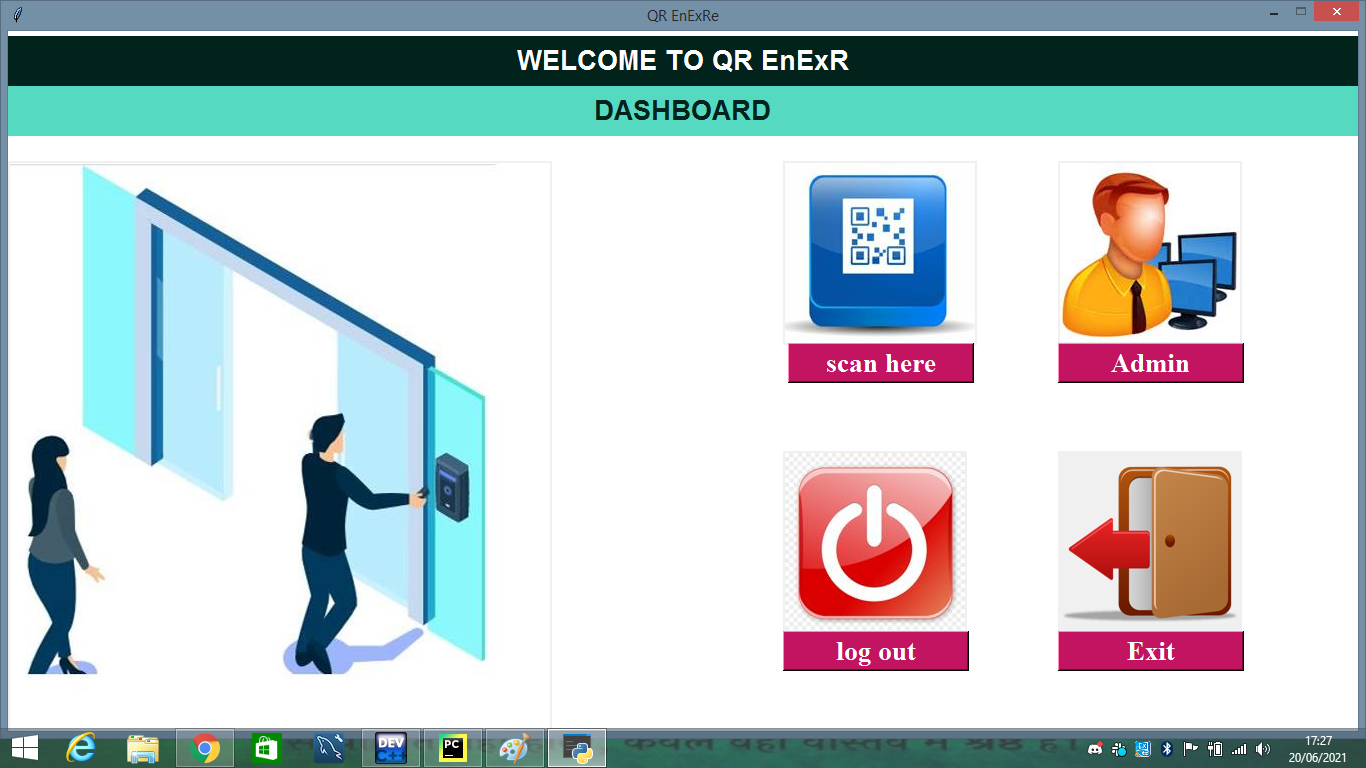 QR EnExRe
WELCOME TO QR EnExR
DASHBOARD
scan here
Admin
log out
Exit
DEV
C++
PC
17:27
20/06/2021